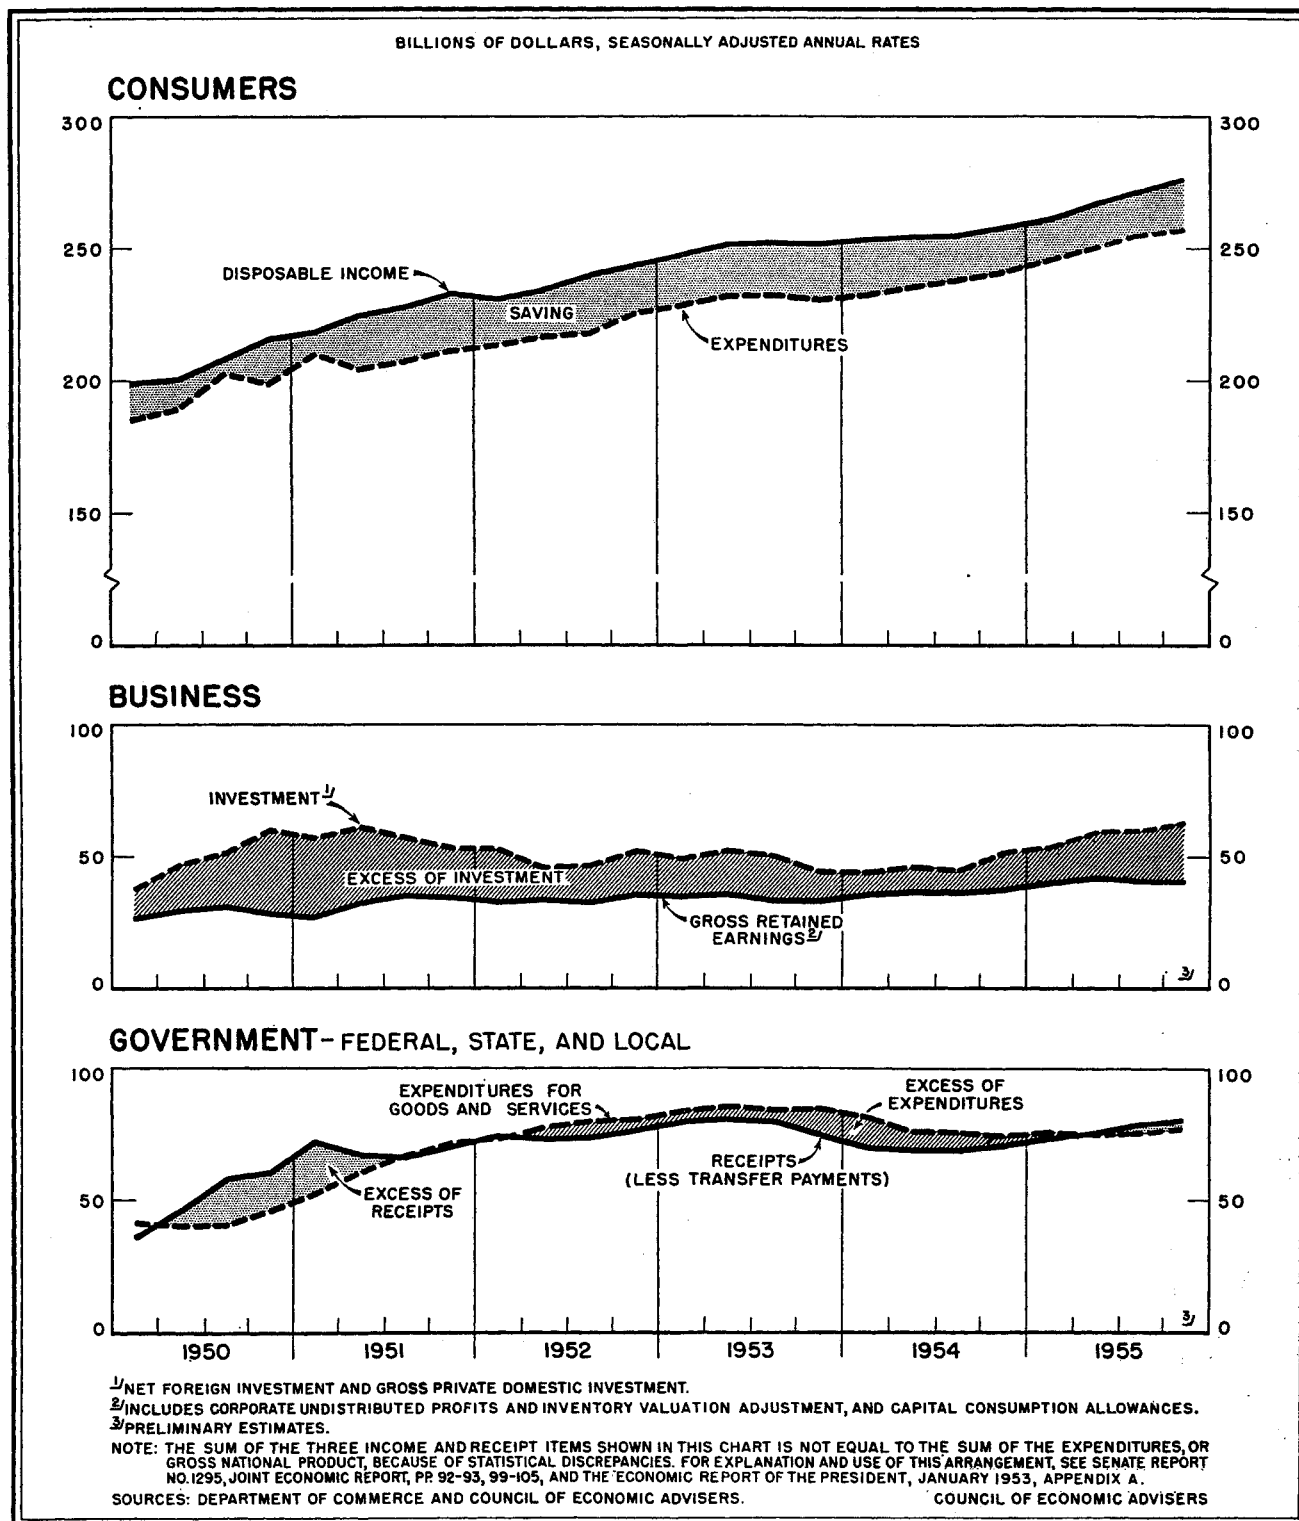 BILLIONS OF DOLLARS, SEASONALLY ADJUSTED ANNUAL RATES
CONSUMERS
300 300
250 250
DISPOSABLE INCOME
SAVING
EXPENDITURES
200 200
150 150
0 0
BUSINESS
100 100
INVESTMENT 1/
50 50
EXCESS OF INVESTMENT
GROSS RETAINED
EARNINGS 2/
3/
0 0
GOVERNMENT - FEDERAL, STATE, AND LOCAL
100 100
EXPENDITURES FOR
GOODS AND SERVICES
EXCESS OF
EXPENDITURES
RECEIPTS
(LESS TRANSFER PAYMENTS)
EXCESS OF
RECEIPTS
50 50
3/
0 0
1950 1951 1952 1953 1954 1955
1/ NET FOREIGN INVESTMENT AND GROSS PRIVATE DOMESTIC INVESTMENT.
2/ INCLUDES CORPORATE UNDISTRIBUTED PROFITS AND INVENTORY VALUATION ADJUSTMENT, AND CAPITAL CONSUMPTION ALLOWANCES.
3/ PRELIMINARY ESTIMATES.
NOTE: THE SUM OF THE THREE INCOME AND RECEIPT ITEMS SHOWN IN THIS CHART IS NOT EQUAL TO THE SUM OF THE EXPENDITURES, OR
GROSS NATIONAL PRODUCT, BECAUSE OF STATISTICAL DISCREPANCIES. FOR EXPLANATION AND USE OF THIS ARRANGEMENT, SEE SENATE REPORT
NO. 1295, JOINT ECONOMIC REPORT, PP. 92-93, 99-105, AND THE ECONOMIC REPORT OF THE PRESIDENT, JANUARY 1953, APPENDIX A.
SOURCES: DEPARTMENT OF COMMERCE AND COUNCIL OF ECONOMIC ADVISERS. COUNCIL OF ECONOMIC ADVISERS